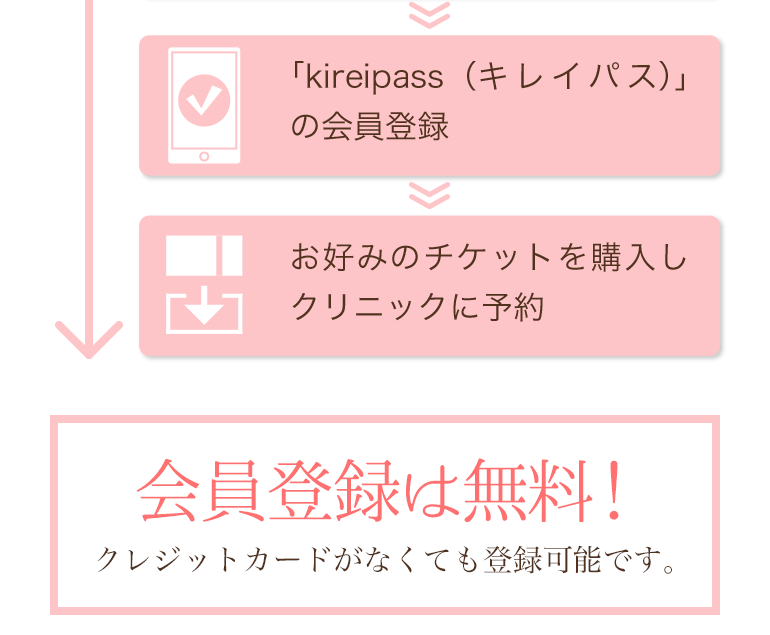 「kireipass（キレイパス）」
の会員登録
お好みのチケットを購入し
クリニックに予約
会員登録は無料！
クレジットカードがなくても登録可能です。